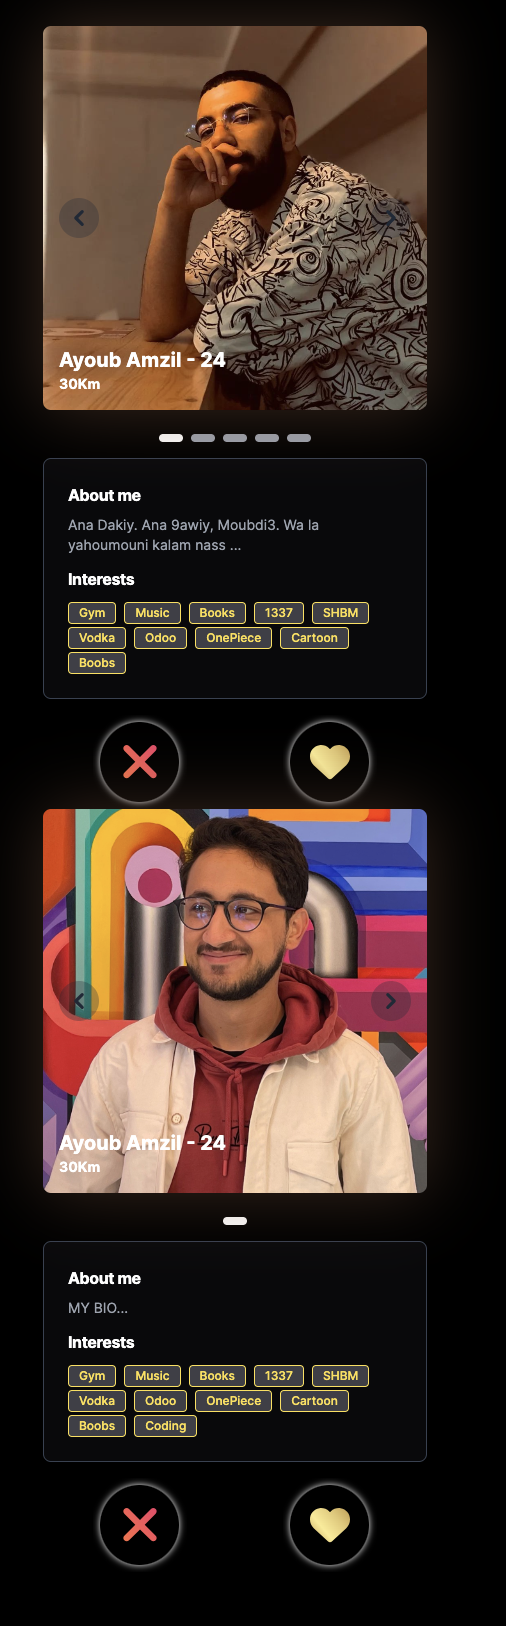 Ayoub Amzil - 24
30Km
About me
Ana Dakiy. Ana 9awiy, Moubdi3. Wa la
yahoumouni kalam nass ...
Interests
Gym Music Books 1337 SHBM
Vodka Odoo OnePiece Cartoon
Boobs
Ayoub Amzil - 24
30Km
About me
MY BIO...
Interests
Gym Music Books 1337 SHBM
Vodka Odoo OnePiece Cartoon
Boobs Coding